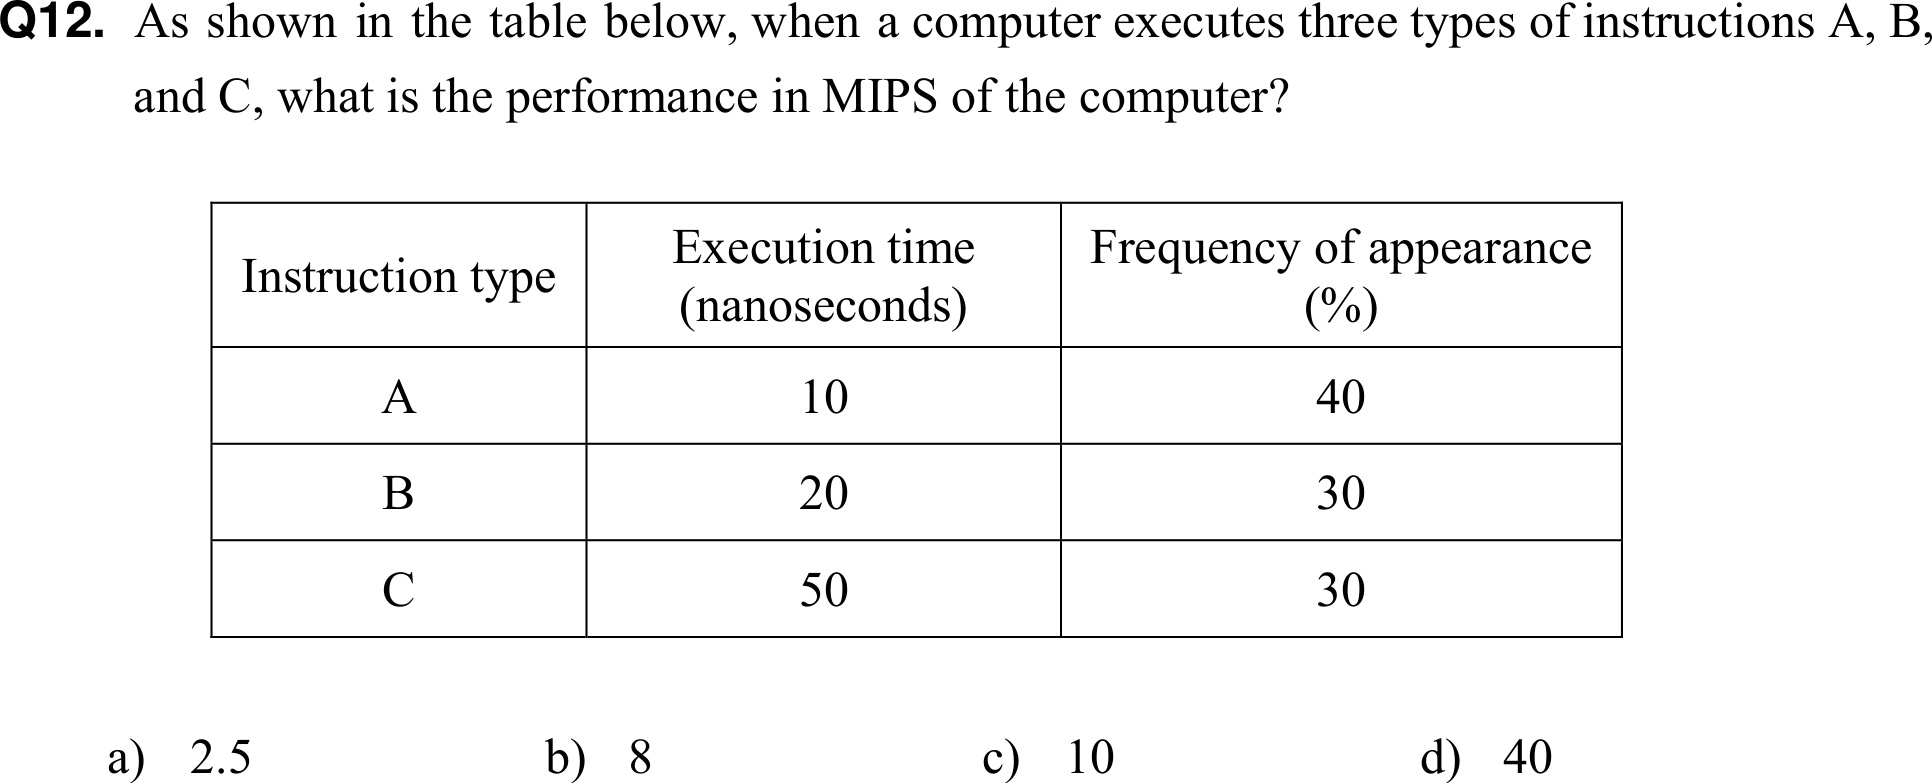 Q12. As shown in the table below, when a computer executes three types of instructions A, B,
and C, what is the performance in MIPS of the computer?
Instruction type Execution time (nanoseconds) Frequency of appearance (%)
A 10 40
B 20 30
C 50 30
a) 2.5 b) 8 c) 10 d) 40